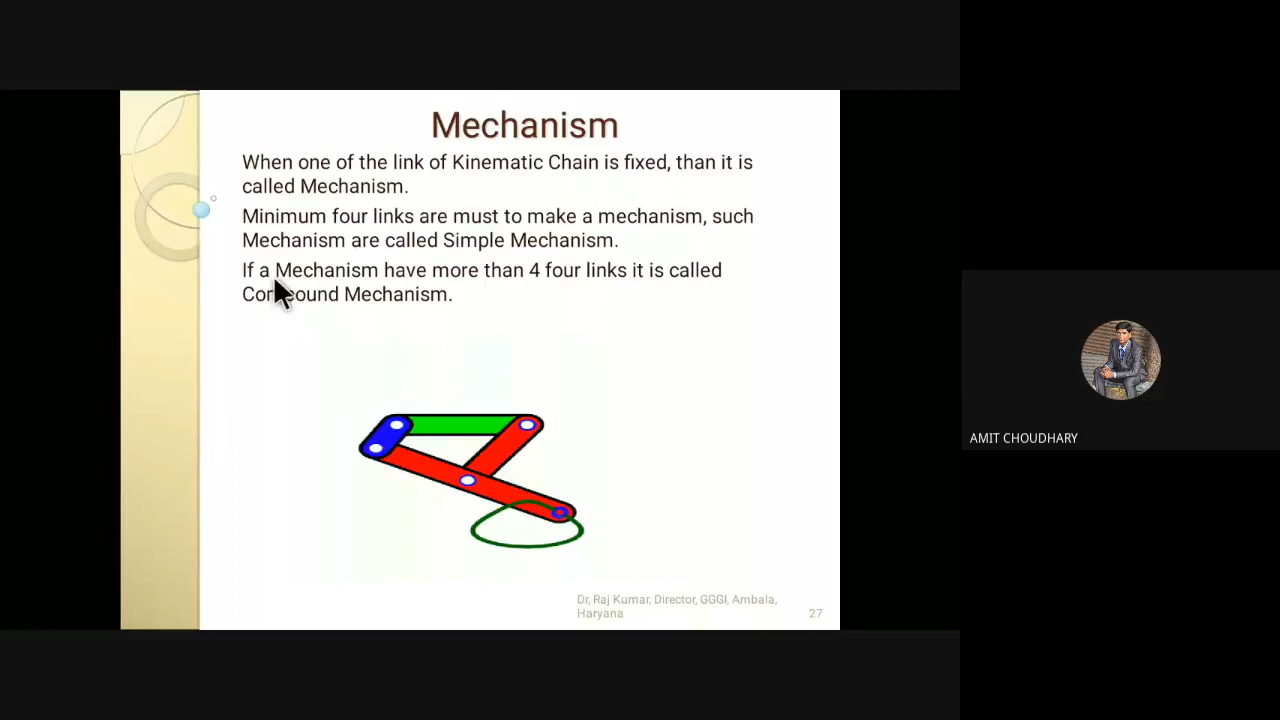 Mechanism
When one of the link of Kinematic Chain is fixed, than it is
called Mechanism.
Minimum four links are must to make a mechanism, such
Mechanism are called Simple Mechanism.
If a Mechanism have more than 4 four links it is called
Compound Mechanism.
Dr, Raj Kumar, Director, GGGI, Ambala,
Haryana
27
AMIT CHOUDHARY